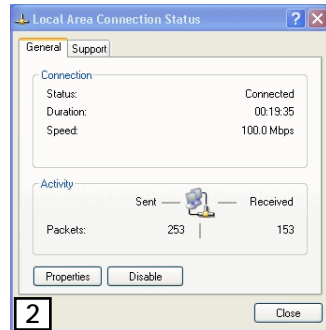 Local Area Connection Status
General Support
Connection
Status: Connected
Duration: 00:19:35
Speed: 100.0 Mbps
Activity
Sent Received
Packets: 253 153
Properties Disable
2 Close